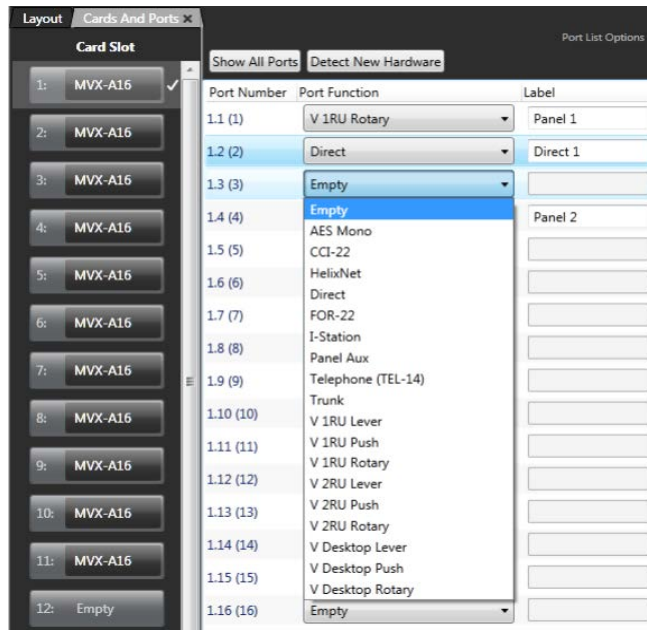 Layout
Cards And Ports ×
Card Slot
1: MVX-A16
2: MVX-A16
3: MVX-A16
4: MVX-A16
5: MVX-A16
6: MVX-A16
7: MVX-A16
8: MVX-A16
9: MVX-A16
10: MVX-A16
11: MVX-A16
12: Empty
Port List Options
Show All Ports Detect New Hardware
Port Number Port Function Label
1.1 (1) V 1RU Rotary Panel 1
1.2 (2) Direct Direct 1
1.3 (3) Empty
1.4 (4) Panel 2
1.5 (5)
1.6 (6)
1.7 (7)
1.8 (8)
1.9 (9)
1.10 (10)
1.11 (11)
1.12 (12)
1.13 (13)
1.14 (14)
1.15 (15)
1.16 (16) Empty
Empty
AES Mono
CCI-22
HelixNet
Direct
FOR-22
I-Station
Panel Aux
Telephone (TEL-14)
Trunk
V 1RU Lever
V 1RU Push
V 1RU Rotary
V 2RU Lever
V 2RU Push
V 2RU Rotary
V Desktop Lever
V Desktop Push
V Desktop Rotary